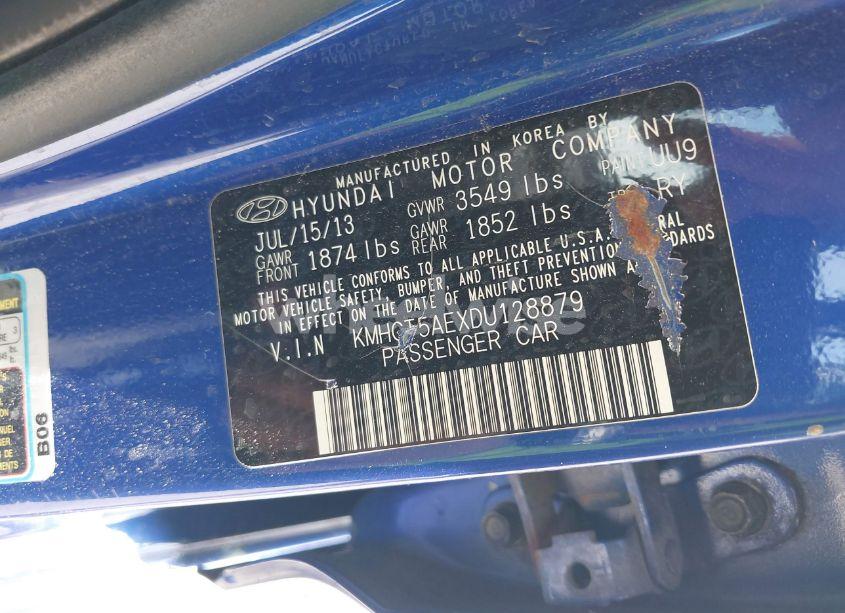 MANUFACTURED IN KOREA BY
HYUNDAI MOTOR COMPANY
JUL/15/13 GVWR 3549 lbs PAINT UU9
GAWR FRONT 1874 lbs GAWR REAR 1852 lbs RY
THIS VEHICLE CONFORMS TO ALL APPLICABLE U.S.A.
MOTOR VEHICLE SAFETY, BUMPER, AND THEFT PREVENTION
IN EFFECT ON THE DATE OF MANUFACTURE SHOWN
V.I.N KMHCT5AEXDU128879
PASSENGER CAR
B06